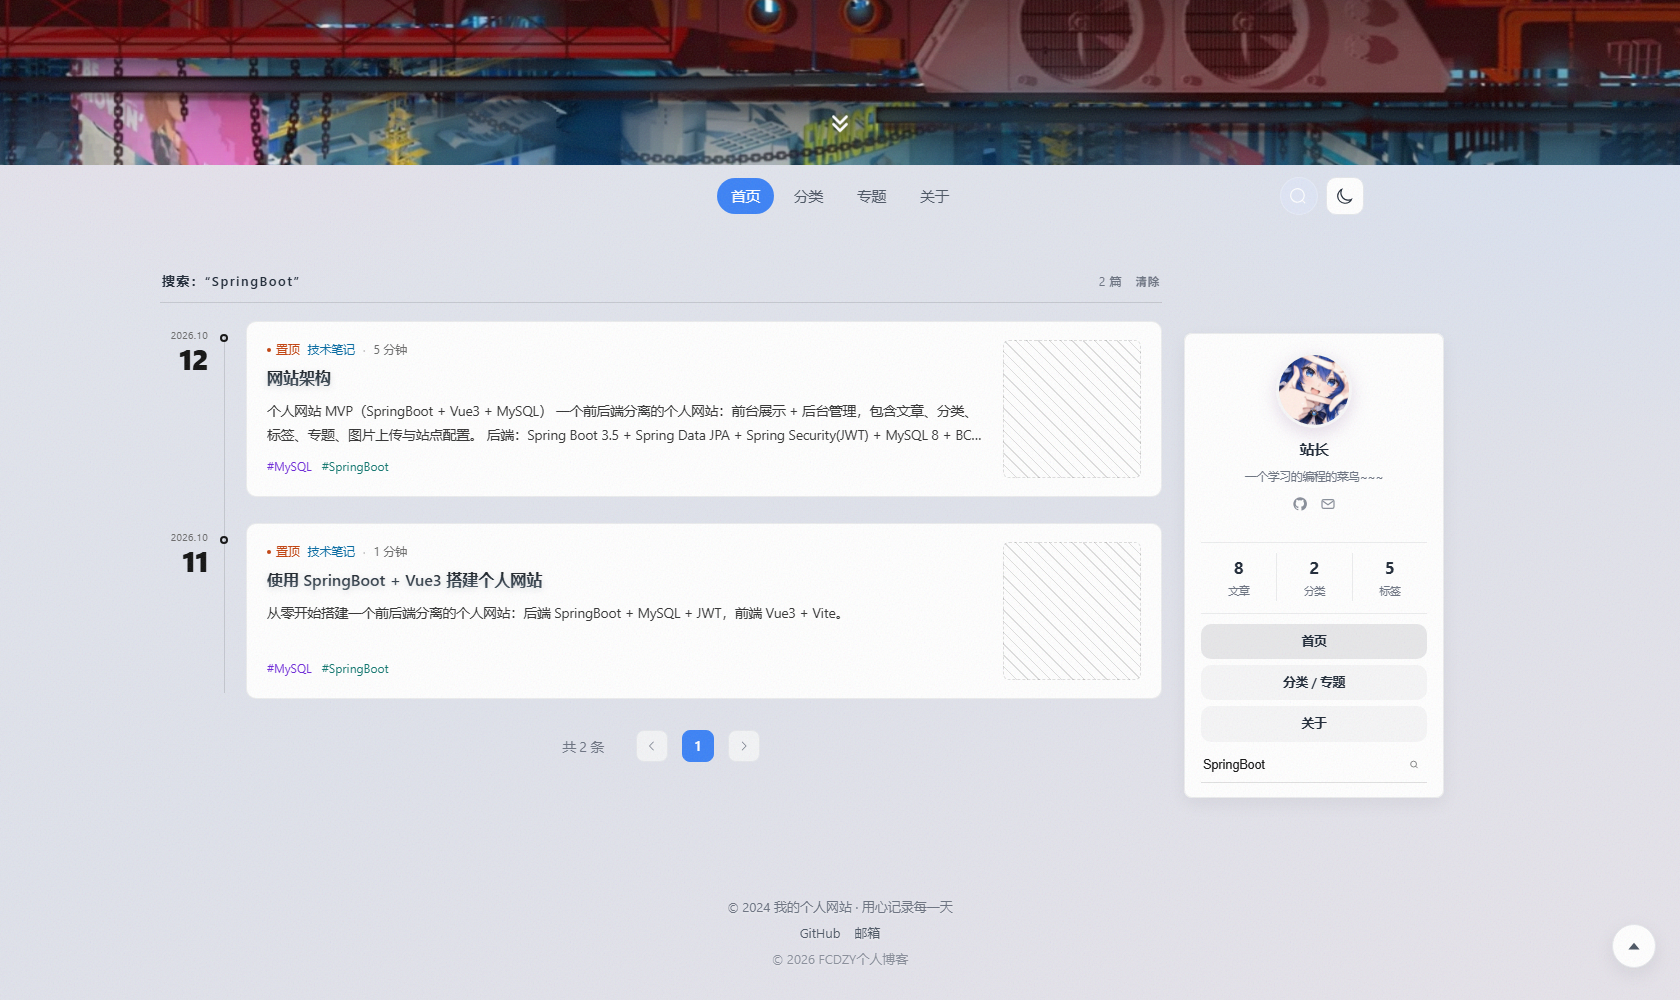 首页 分类 专题 关于
搜索：“SpringBoot”
2 篇 清除
2026.10
12
置顶 技术笔记 · 5 分钟
网站架构
个人网站 MVP（SpringBoot + Vue3 + MySQL） 一个前后端分离的个人网站：前台展示 + 后台管理，包含文章、分类、
标签、专题、图片上传与站点配置。 后端：Spring Boot 3.5 + Spring Data JPA + Spring Security(JWT) + MySQL 8 + BC...
#MySQL #SpringBoot
2026.10
11
置顶 技术笔记 · 1 分钟
使用 SpringBoot + Vue3 搭建个人网站
从零开始搭建一个前后端分离的个人网站：后端 SpringBoot + MySQL + JWT，前端 Vue3 + Vite。
#MySQL #SpringBoot
共 2 条
1
站长
一个学习的编程的菜鸟~~~
8 2 5
文章 分类 标签
首页
分类 / 专题
关于
SpringBoot
© 2024 我的个人网站 · 用心记录每一天
GitHub 邮箱
© 2026 FCDZY个人博客